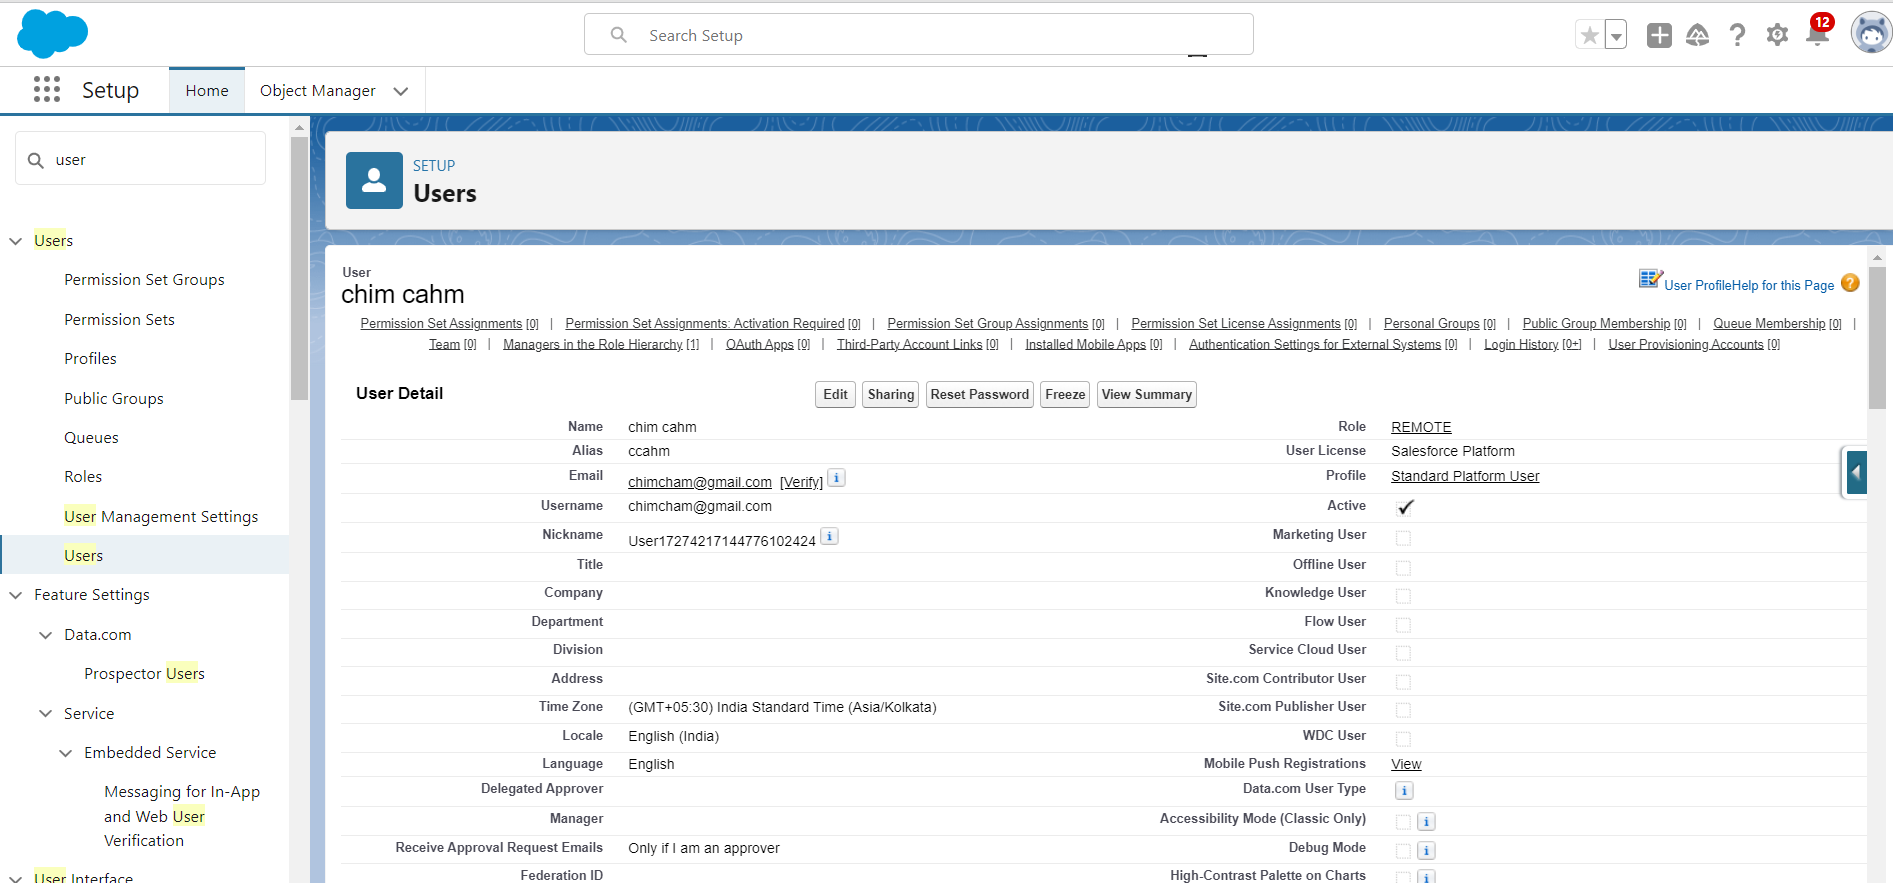 Search Setup
12
Setup
Home
Object Manager
user
Users
Permission Set Groups
Permission Sets
Profiles
Public Groups
Queues
Roles
User Management Settings
Users
Feature Settings
Data.com
Prospector Users
Service
Embedded Service
Messaging for In-App
and Web User
Verification
User Interface
SETUP
Users
User
chim cahm
User Profile Help for this Page ?
Permission Set Assignments [0] | Permission Set Assignments: Activation Required [0] | Permission Set Group Assignments [0] | Permission Set License Assignments [0] | Personal Groups [0] | Public Group Membership [0] | Queue Membership [0] |
Team [0] | Managers in the Role Hierarchy [1] | OAuth Apps [0] | Third-Party Account Links [0] | Installed Mobile Apps [0] | Authentication Settings for External Systems [0] | Login History [0+] | User Provisioning Accounts [0]
User Detail
Edit Sharing Reset Password Freeze View Summary
Name chim cahm Role REMOTE
Alias ccahm User License Salesforce Platform
Email chimcham@gmail.com [Verify] i Profile Standard Platform User
Username chimcham@gmail.com Active
Nickname User17274217144776102424 i Marketing User
Title Offline User
Company Knowledge User
Department Flow User
Division Service Cloud User
Address Site.com Contributor User
Time Zone (GMT+05:30) India Standard Time (Asia/Kolkata) Site.com Publisher User
Locale English (India) WDC User
Language English Mobile Push Registrations View
Delegated Approver Data.com User Type i
Manager Accessibility Mode (Classic Only) i
Receive Approval Request Emails Only if I am an approver Debug Mode i
Federation ID High-Contrast Palette on Charts i